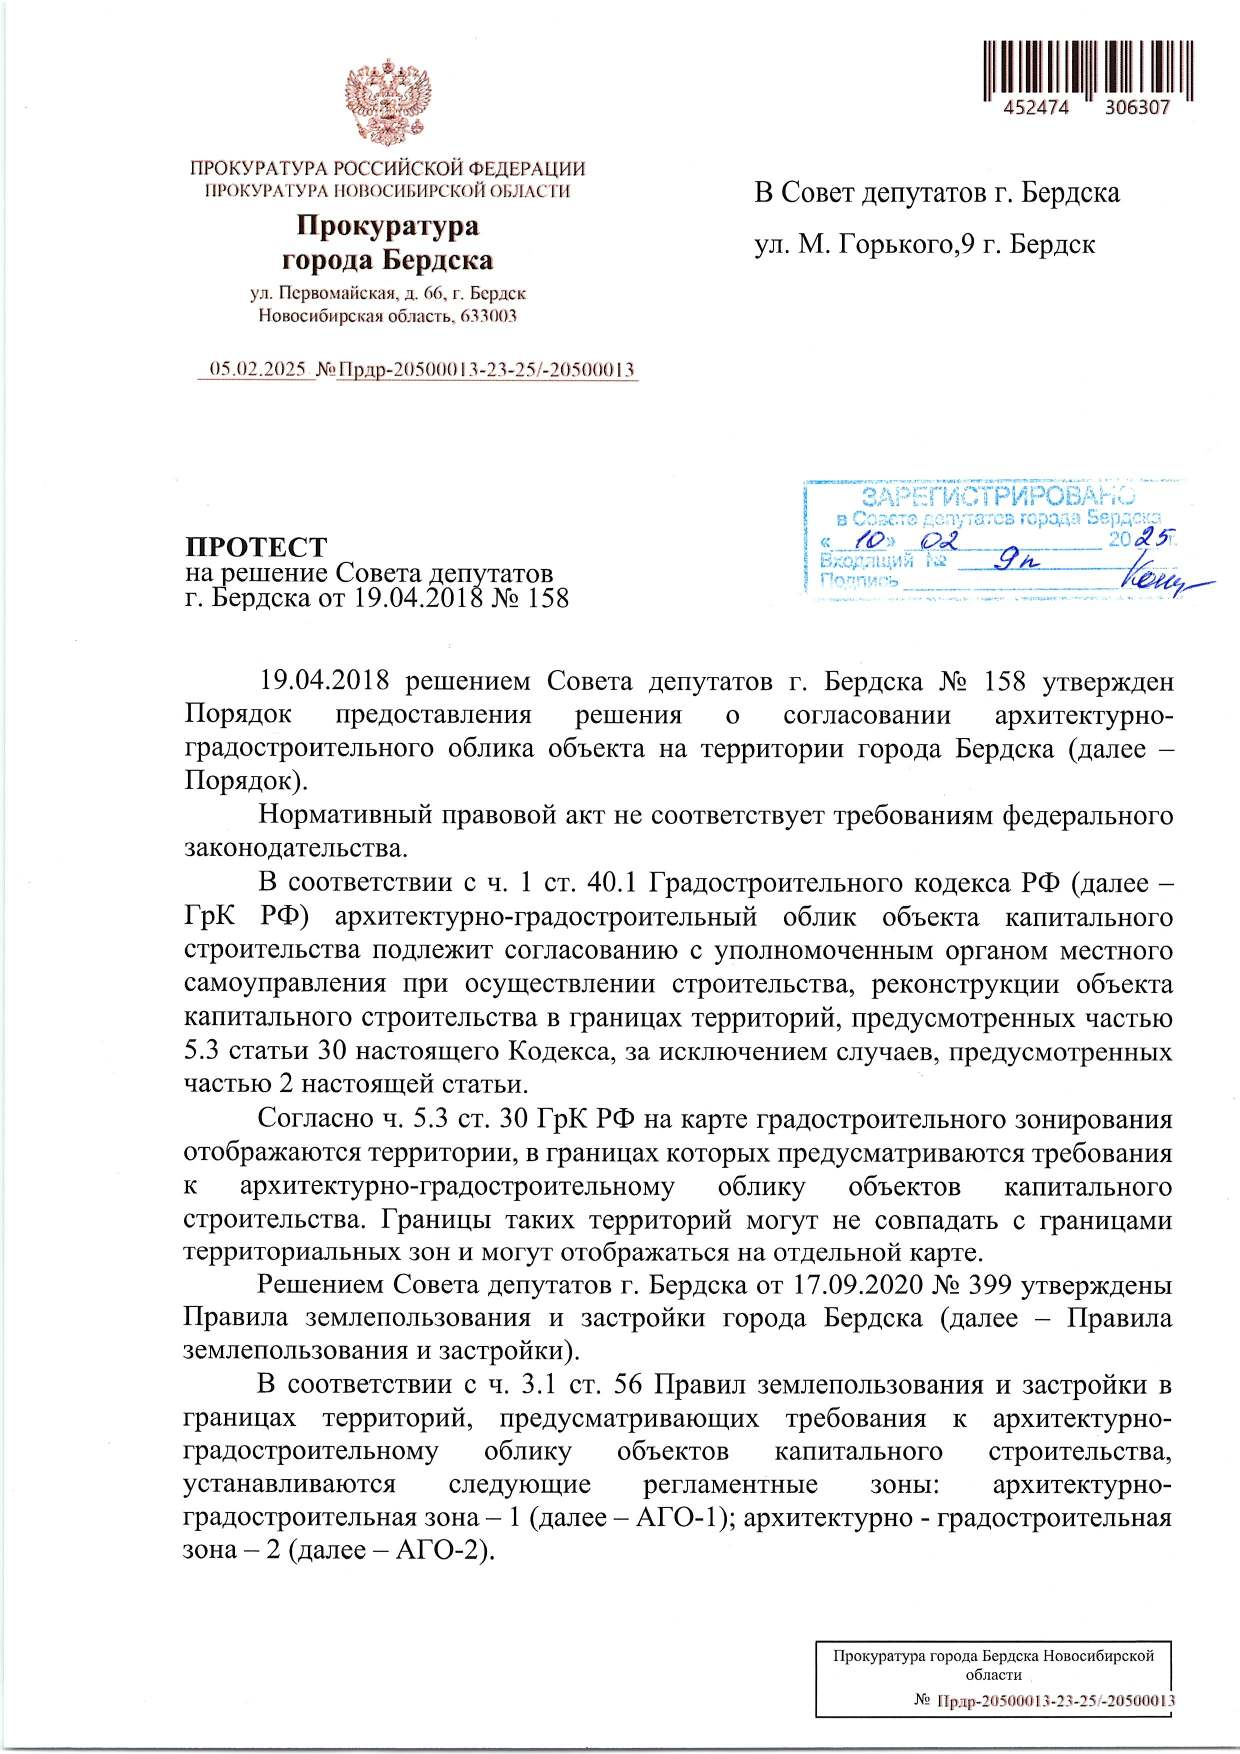 452474 306307
ПРОКУРАТУРА РОССИЙСКОЙ ФЕДЕРАЦИИ
ПРОКУРАТУРА НОВОСИБИРСКОЙ ОБЛАСТИ
Прокуратура
города Бердска
ул. Первомайская, д. 66, г. Бердск
Новосибирская область, 633003
05.02.2025 №Прдр-20500013-23-25/-20500013
В Совет депутатов г. Бердска
ул. М. Горького,9 г. Бердск
ЗАРЕГИСТРИРОВАНО
в Совете депутатов города Бердска
« 10 » 02 2025г.
Входящий № 9п
Подпись
ПРОТЕСТ
на решение Совета депутатов
г. Бердска от 19.04.2018 № 158
19.04.2018 решением Совета депутатов г. Бердска № 158 утвержден
Порядок предоставления решения о согласовании архитектурно-
градостроительного облика объекта на территории города Бердска (далее –
Порядок).
Нормативный правовой акт не соответствует требованиям федерального
законодательства.
В соответствии с ч. 1 ст. 40.1 Градостроительного кодекса РФ (далее –
ГрК РФ) архитектурно-градостроительный облик объекта капитального
строительства подлежит согласованию с уполномоченным органом местного
самоуправления при осуществлении строительства, реконструкции объекта
капитального строительства в границах территорий, предусмотренных частью
5.3 статьи 30 настоящего Кодекса, за исключением случаев, предусмотренных
частью 2 настоящей статьи.
Согласно ч. 5.3 ст. 30 ГрК РФ на карте градостроительного зонирования
отображаются территории, в границах которых предусматриваются требования
к архитектурно-градостроительному облику объектов капитального
строительства. Границы таких территорий могут не совпадать с границами
территориальных зон и могут отображаться на отдельной карте.
Решением Совета депутатов г. Бердска от 17.09.2020 № 399 утверждены
Правила землепользования и застройки города Бердска (далее – Правила
землепользования и застройки).
В соответствии с ч. 3.1 ст. 56 Правил землепользования и застройки в
границах территорий, предусматривающих требования к архитектурно-
градостроительному облику объектов капитального строительства,
устанавливаются следующие регламентные зоны: архитектурно-
градостроительная зона – 1 (далее – АГО-1); архитектурно - градостроительная
зона – 2 (далее – АГО-2).
Прокуратура города Бердска Новосибирской
области
№ Прдр-20500013-23-25/-20500013